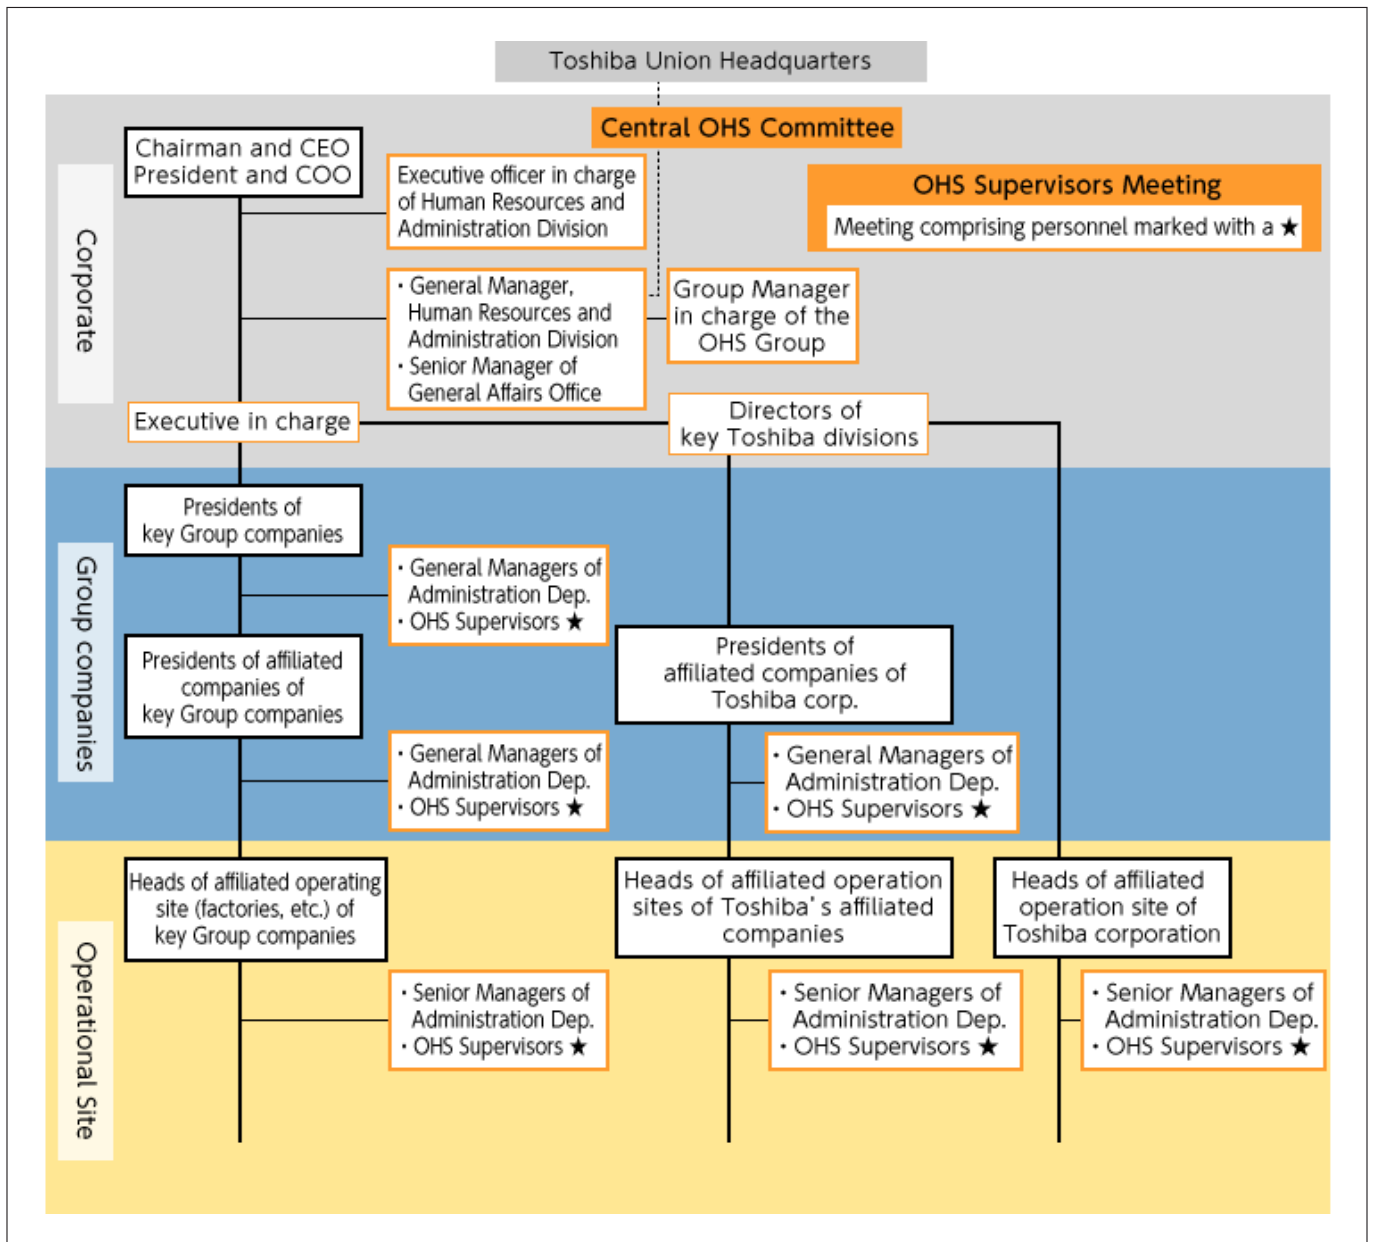 Toshiba Union Headquarters
Central OHS Committee
Chairman and CEO
President and COO
Executive officer in charge
of Human Resources and
Administration Division
OHS Supervisors Meeting
Meeting comprising personnel marked with a ★
Corporate
・General Manager,
Human Resources and
Administration Division
・Senior Manager of
General Affairs Office
Group Manager
in charge of the
OHS Group
Executive in charge
Directors of
key Toshiba divisions
Group companies
Presidents of
key Group companies
・General Managers of
Administration Dep.
・OHS Supervisors ★
Presidents of affiliated
companies of
key Group companies
Presidents of
affiliated companies of
Toshiba corp.
・General Managers of
Administration Dep.
・OHS Supervisors ★
・General Managers of
Administration Dep.
・OHS Supervisors ★
Operational Site
Heads of affiliated operating
site (factories, etc.) of
key Group companies
Heads of affiliated operation
sites of Toshiba's affiliated
companies
Heads of affiliated
operation site of
Toshiba corporation
・Senior Managers of
Administration Dep.
・OHS Supervisors ★
・Senior Managers of
Administration Dep.
・OHS Supervisors ★
・Senior Managers of
Administration Dep.
・OHS Supervisors ★